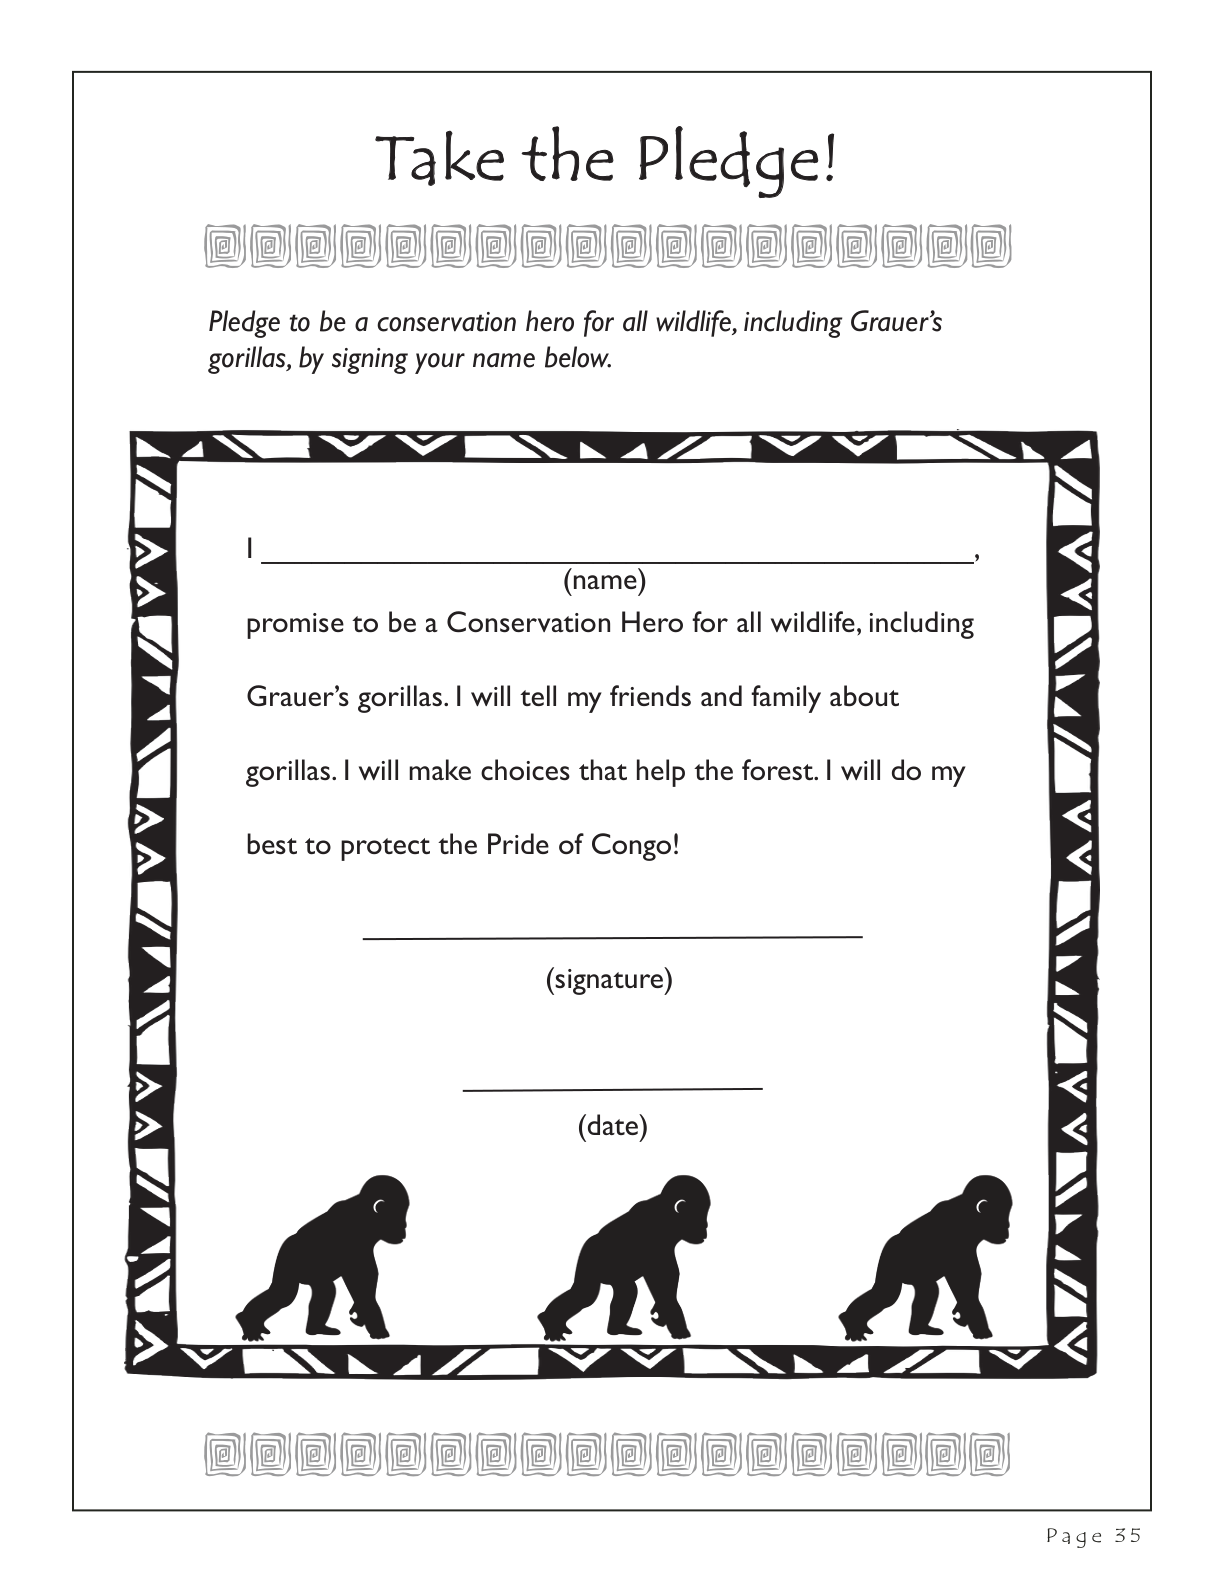 Take the Pledge!
Pledge to be a conservation hero for all wildlife, including Grauer’s
gorillas, by signing your name below.
I ,
(name)
promise to be a Conservation Hero for all wildlife, including
Grauer’s gorillas. I will tell my friends and family about
gorillas. I will make choices that help the forest. I will do my
best to protect the Pride of Congo!
(signature)
(date)
Page 35